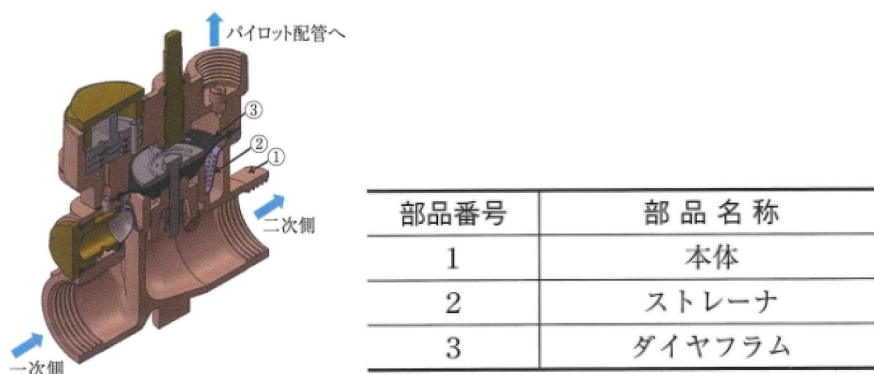 パイロット配管へ
③
②
①
二次側
一次側
部品番号 部品名称
1 本体
2 ストレーナ
3 ダイヤフラム